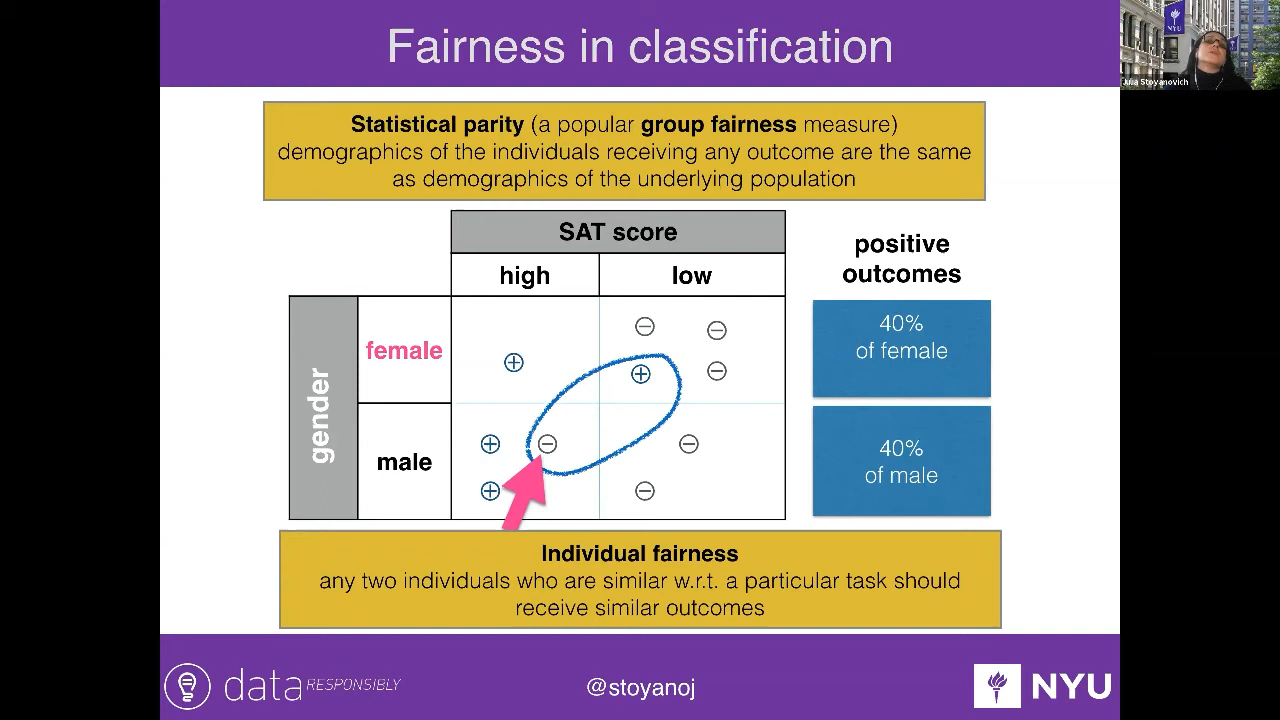 Fairness in classification
Julia Stoyanovich
Statistical parity (a popular group fairness measure)
demographics of the individuals receiving any outcome are the same
as demographics of the underlying population
SAT score
high
low
positive
outcomes
gender
female
male
40%
of female
40%
of male
Individual fairness
any two individuals who are similar w.r.t. a particular task should
receive similar outcomes
data RESPONSIBLY
@stoyanoj
NYU